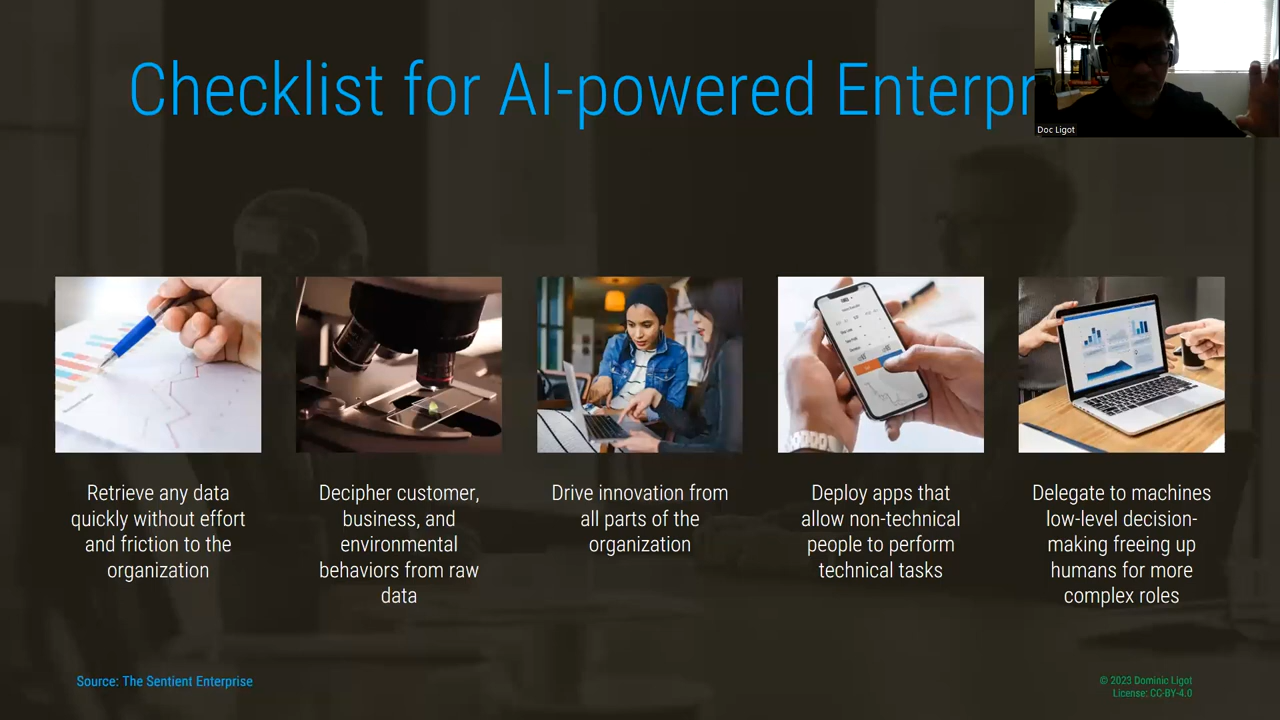 Checklist for AI-powered Enterpr
Doc Ligot
Retrieve any data
quickly without effort
and friction to the
organization
Decipher customer,
business, and
environmental
behaviors from raw
data
Drive innovation from
all parts of the
organization
Deploy apps that
allow non-technical
people to perform
technical tasks
Delegate to machines
low-level decision-
making freeing up
humans for more
complex roles
Source: The Sentient Enterprise
© 2023 Dominic Ligot
License: CC-BY-4.0